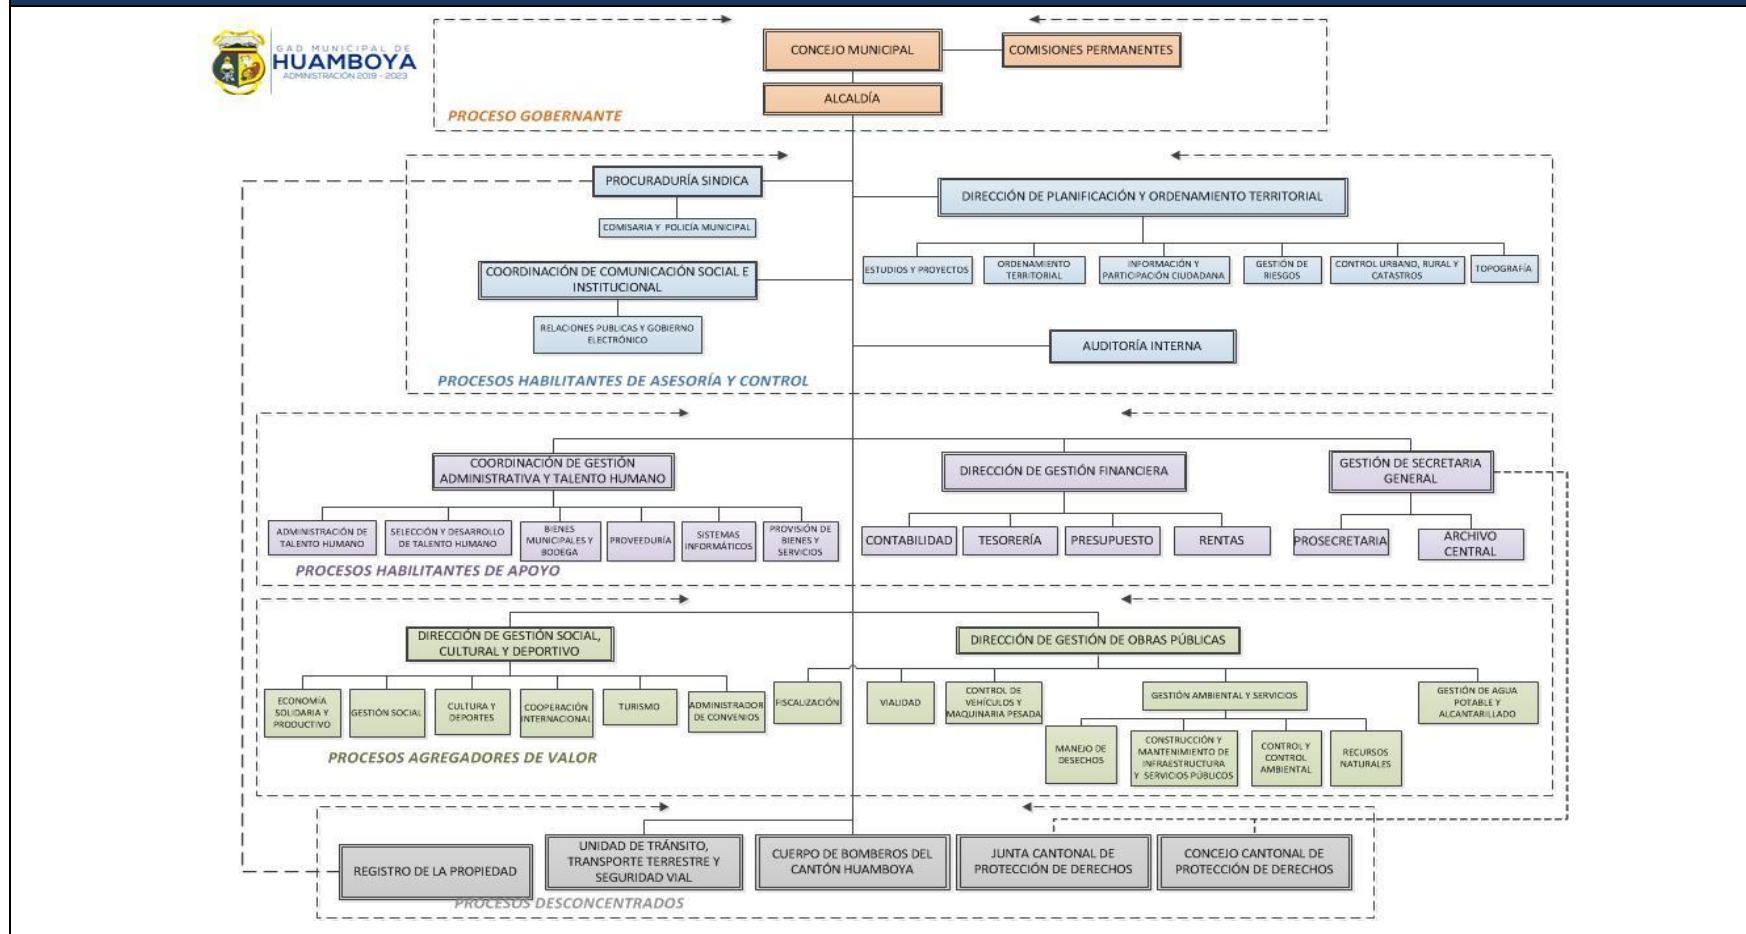 GAD MUNICIPAL DE
HUAMBOYA
ADMINISTRACIÓN 2019 - 2023
CONCEJO MUNICIPAL
COMISIONES PERMANENTES
ALCALDÍA
PROCESO GOBERNANTE
PROCURADURÍA SINDICA
DIRECCIÓN DE PLANIFICACIÓN Y ORDENAMIENTO TERRITORIAL
COMISARIA Y POLICÍA MUNICIPAL
COORDINACIÓN DE COMUNICACIÓN SOCIAL E
INSTITUCIONAL
ESTUDIOS Y PROYECTOS
ORDENAMIENTO
TERRITORIAL
INFORMACIÓN Y
PARTICIPACIÓN CIUDADANA
GESTIÓN DE
RIESGOS
CONTROL URBANO, RURAL Y
CATASTROS
TOPOGRAFÍA
RELACIONES PUBLICAS Y GOBIERNO
ELECTRÓNICO
AUDITORÍA INTERNA
PROCESOS HABILITANTES DE ASESORÍA Y CONTROL
COORDINACIÓN DE GESTIÓN
ADMINISTRATIVA Y TALENTO HUMANO
DIRECCIÓN DE GESTIÓN FINANCIERA
GESTIÓN DE SECRETARIA
GENERAL
ADMINISTRACIÓN DE
TALENTO HUMANO
SELECCIÓN Y DESARROLLO
DE TALENTO HUMANO
BIENES
MUNICIPALES Y
BODEGA
PROVEEDURÍA
SISTEMAS
INFORMÁTICOS
PROVISIÓN DE
BIENES Y
SERVICIOS
CONTABILIDAD
TESORERÍA
PRESUPUESTO
RENTAS
PROSECRETARIA
ARCHIVO
CENTRAL
PROCESOS HABILITANTES DE APOYO
DIRECCIÓN DE GESTIÓN SOCIAL,
CULTURAL Y DEPORTIVO
DIRECCIÓN DE GESTIÓN DE OBRAS PÚBLICAS
ECONOMÍA
SOLIDARIA Y
PRODUCTIVO
GESTIÓN SOCIAL
CULTURA Y
DEPORTES
COOPERACIÓN
INTERNACIONAL
TURISMO
ADMINISTRADOR
DE CONVENIOS
FISCALIZACIÓN
VIALIDAD
CONTROL DE
VEHÍCULOS Y
MAQUINARIA PESADA
GESTIÓN AMBIENTAL Y SERVICIOS
GESTIÓN DE AGUA
POTABLE Y
ALCANTARILLADO
MANEJO DE
DESECHOS
CONSTRUCCIÓN Y
MANTENIMIENTO DE
INFRAESTRUCTURA
Y SERVICIOS PÚBLICOS
CONTROL Y
CONTROL
AMBIENTAL
RECURSOS
NATURALES
PROCESOS AGREGADORES DE VALOR
REGISTRO DE LA PROPIEDAD
UNIDAD DE TRÁNSITO,
TRANSPORTE TERRESTRE Y
SEGURIDAD VIAL
CUERPO DE BOMBEROS DEL
CANTÓN HUAMBOYA
JUNTA CANTONAL DE
PROTECCIÓN DE DERECHOS
CONCEJO CANTONAL DE
PROTECCIÓN DE DERECHOS
PROCESOS DESCONCENTRADOS